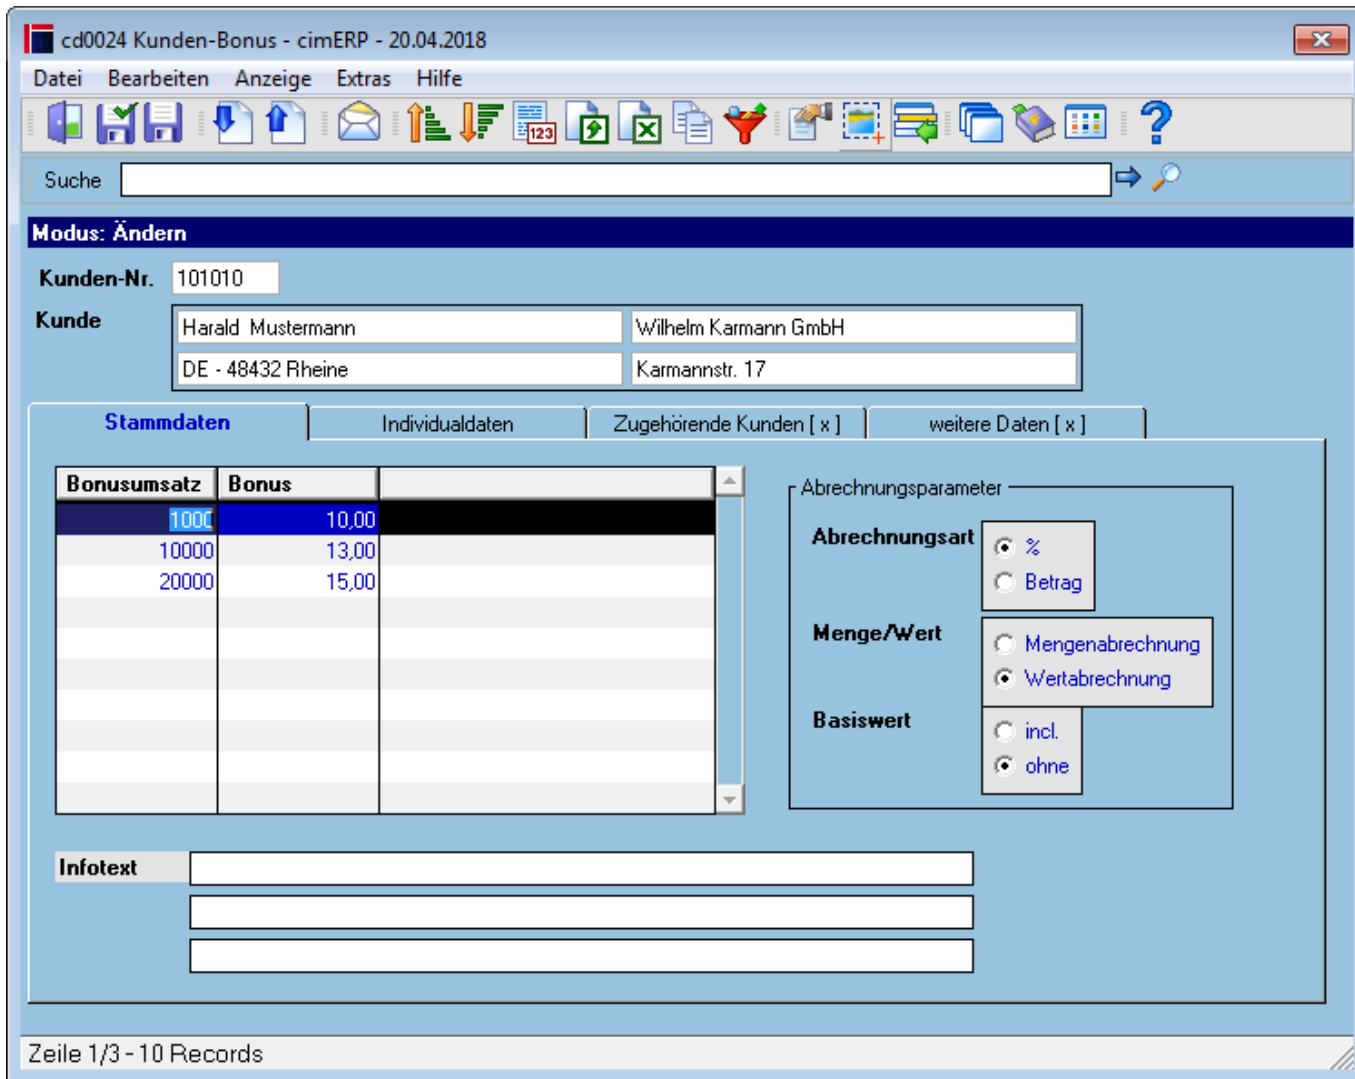 cd0024 Kunden-Bonus - cimERP - 20.04.2018
Datei Bearbeiten Anzeige Extras Hilfe
123
Suche
Modus: Ändern
Kunden-Nr. 101010
Kunde Harald Mustermann Wilhelm Karmann GmbH
DE - 48432 Rheine Karmannstr. 17
Stammdaten Individualdaten Zugehörende Kunden [ x ] weitere Daten [ x ]
Bonusumsatz Bonus
1000 10,00
10000 13,00
20000 15,00
Abrechnungsparameter
Abrechnungsart %
Betrag
Menge/Wert Mengenabrechnung
Wertabrechnung
Basiswert incl.
ohne
Infotext
Zeile 1/3 - 10 Records